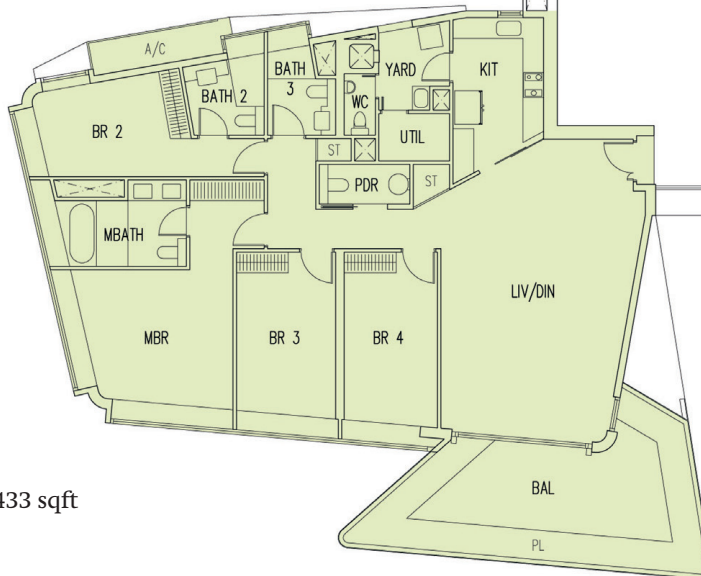 A/C
BATH 2
BATH
3
WC
YARD
KIT
BR 2
UTIL
ST
PDR
ST
MBATH
LIV/DIN
MBR
BR 3
BR 4
433 sqft
BAL
PL